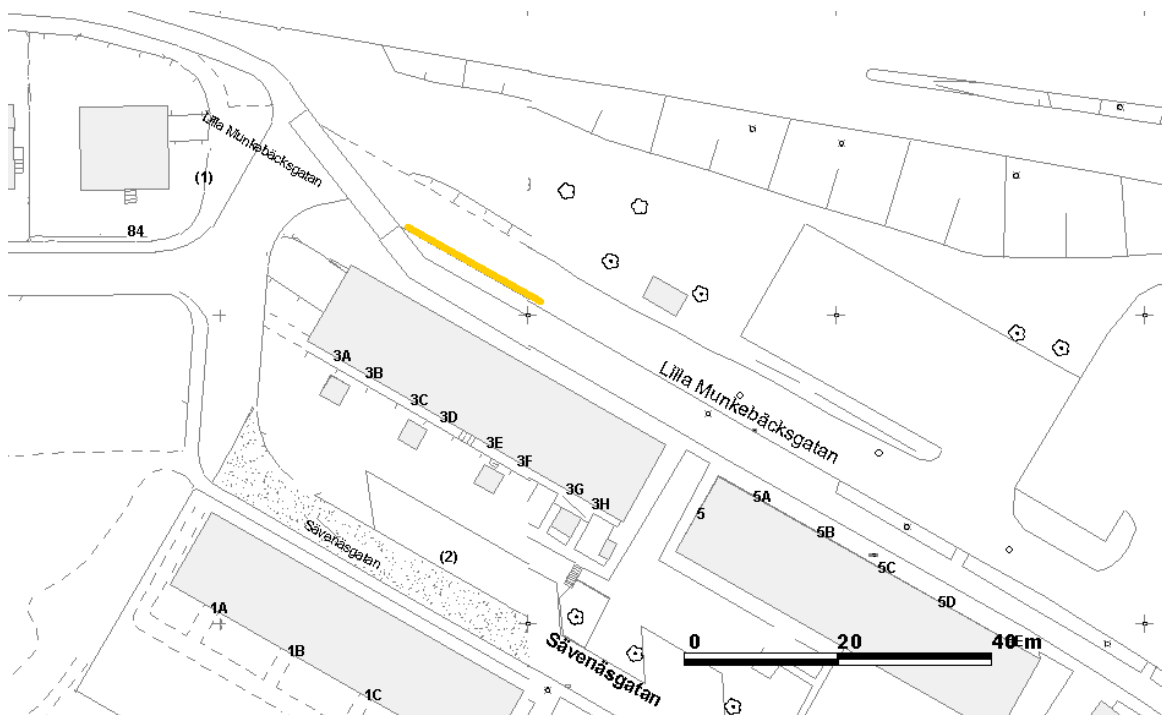 Lilla Munkebäcksgatan
(1)
84
3A
3B
3C
3D
3E
3F
3G
3H
Lilla Munkebäcksgatan
5
5A
5B
5C
5D
Sävenäsgatan
(2)
1A
1B
1C
Sävenäsgatan
0 20 40 m